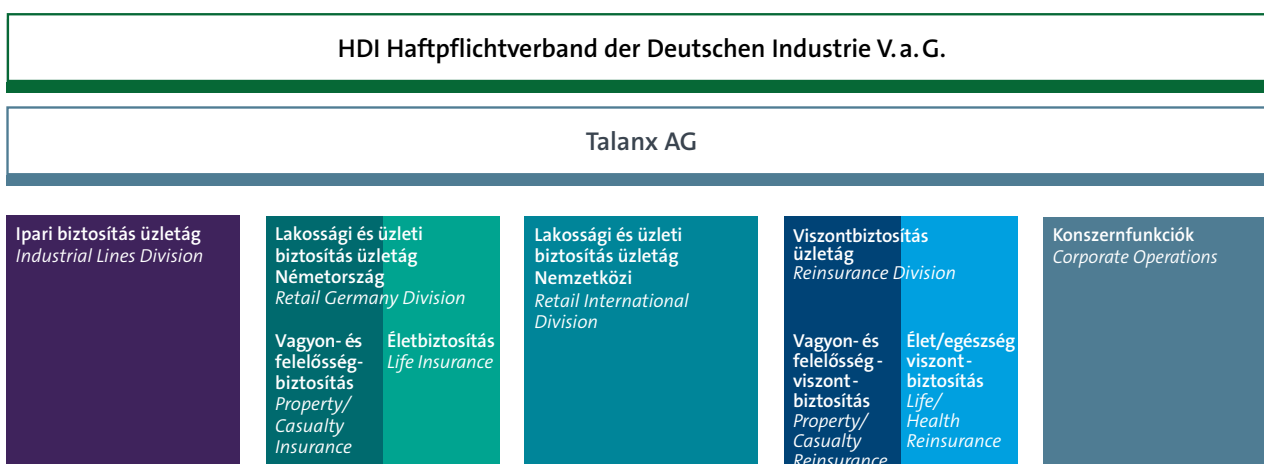 HDI Haftpflichtverband der Deutschen Industrie V. a. G.
Talanx AG
Ipari biztosítás üzletág
Industrial Lines Division
Lakossági és üzleti
biztosítás üzletág
Németország
Retail Germany Division
Vagyon- és
felelősség-
biztosítás
Property/
Casualty
Insurance
Életbiztosítás
Life Insurance
Lakossági és üzleti
biztosítás üzletág
Nemzetközi
Retail International
Division
Viszontbiztosítás
üzletág
Reinsurance Division
Vagyon- és
felelősség-
viszont-
biztosítás
Property/
Casualty
Reinsurance
Élet/egészség
viszont-
biztosítás
Life/
Health
Reinsurance
Konszernfunkciók
Corporate Operations